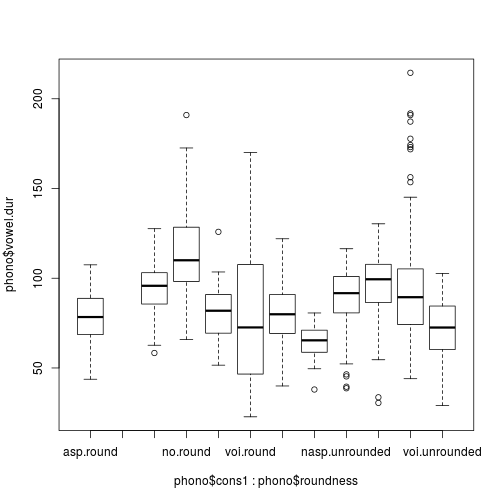 phono$vowel.dur
200
150
100
50
asp.round no.round voi.round nasp.unrounded voi.unrounded
phono$cons1 : phono$roundness